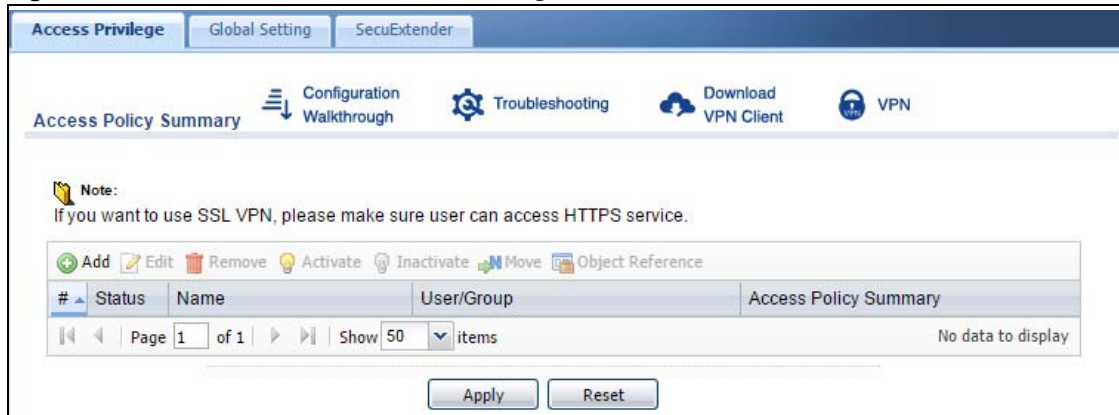 Access Privilege Global Setting SecuExtender
Access Policy Summary
Configuration
Walkthrough
Troubleshooting
Download
VPN Client
VPN
Note:
If you want to use SSL VPN, please make sure user can access HTTPS service.
Add Edit Remove Activate Inactivate Move Object Reference
# Status Name User/Group Access Policy Summary
Page 1 of 1 Show 50 items No data to display
Apply Reset